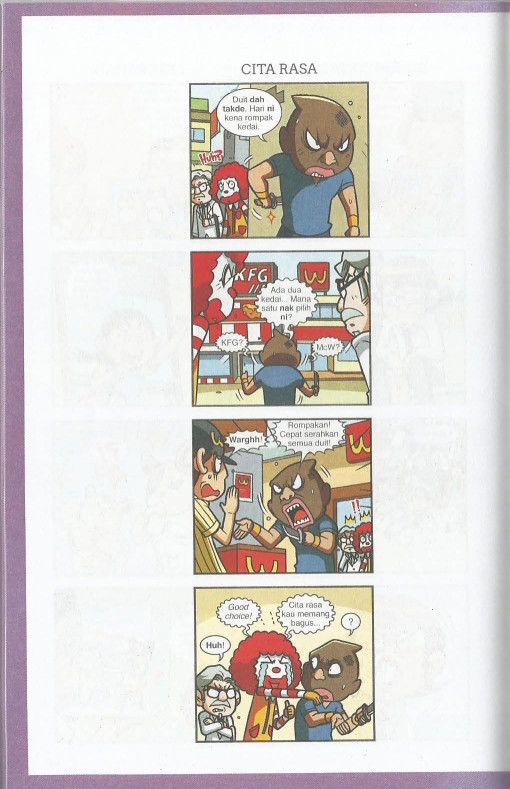 CITA RASA
Duit dah
takde. Hari ni
kena rompak
kedai.
Huh?
KFG
Ada dua
kedai... Mana
satu nak pilih
ni?
KFG?
McW?
Warghh!
Rompakan!
Cepat serahkan
semua duit!
!!
Good
choice!
Cita rasa
kau memang
bagus...
?
Huh!